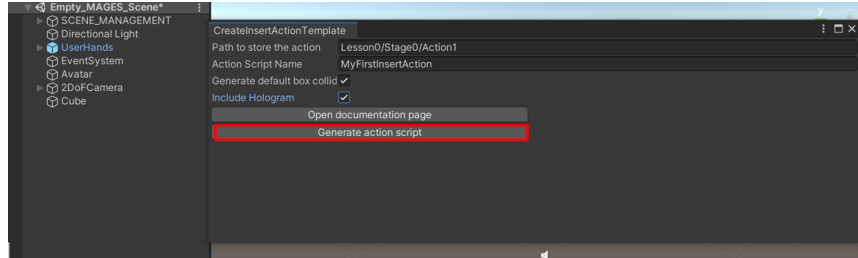 Empty_MAGES_Scene*
SCENE_MANAGEMENT
Directional Light
UserHands
EventSystem
Avatar
2DoFCamera
Cube
CreateInsertActionTemplate
Path to store the action Lesson0/Stage0/Action1
Action Script Name MyFirstInsertAction
Generate default box collid
Include Hologram
Open documentation page
Generate action script
y